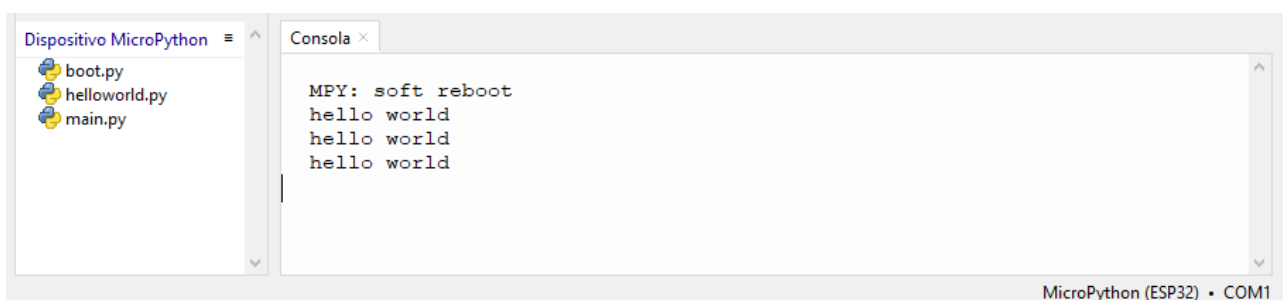 Dispositivo MicroPython
boot.py
helloworld.py
main.py
Consola
MPY: soft reboot
hello world
hello world
hello world
MicroPython (ESP32) • COM1